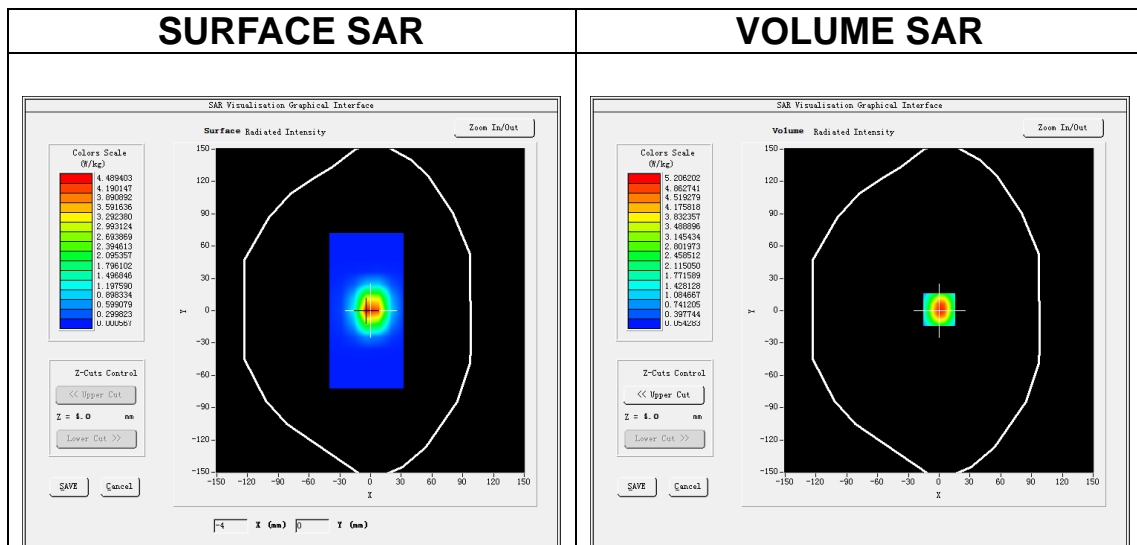 SURFACE SAR
VOLUME SAR
SAR Visualisation Graphical Interface
Surface Radiated Intensity
Zoom In/Out
Colors Scale
(W/kg)
4.489403
4.190147
3.890892
3.591636
3.292380
2.993124
2.693869
2.394613
2.095357
1.796102
1.496846
1.197590
0.898334
0.599079
0.299823
0.000567
150
120
90
60
30
0
-30
-60
-90
-120
-150
Y
-150 -120 -90 -60 -30 0 30 60 90 120 150
X
Z-Cuts Control
<< Upper Cut
Z = 4.0 mm
Lower Cut >>
SAVE
Cancel
-4 X (mm) 0 Y (mm)
SAR Visualisation Graphical Interface
Volume Radiated Intensity
Zoom In/Out
Colors Scale
(W/kg)
5.206202
4.862741
4.519279
4.175818
3.832357
3.488896
3.145434
2.801973
2.458512
2.115050
1.771589
1.428128
1.084667
0.741205
0.397744
0.054283
150
120
90
60
30
0
-30
-60
-90
-120
-150
Y
-150 -120 -90 -60 -30 0 30 60 90 120 150
X
Z-Cuts Control
<< Upper Cut
Z = 4.0 mm
Lower Cut >>
SAVE
Cancel